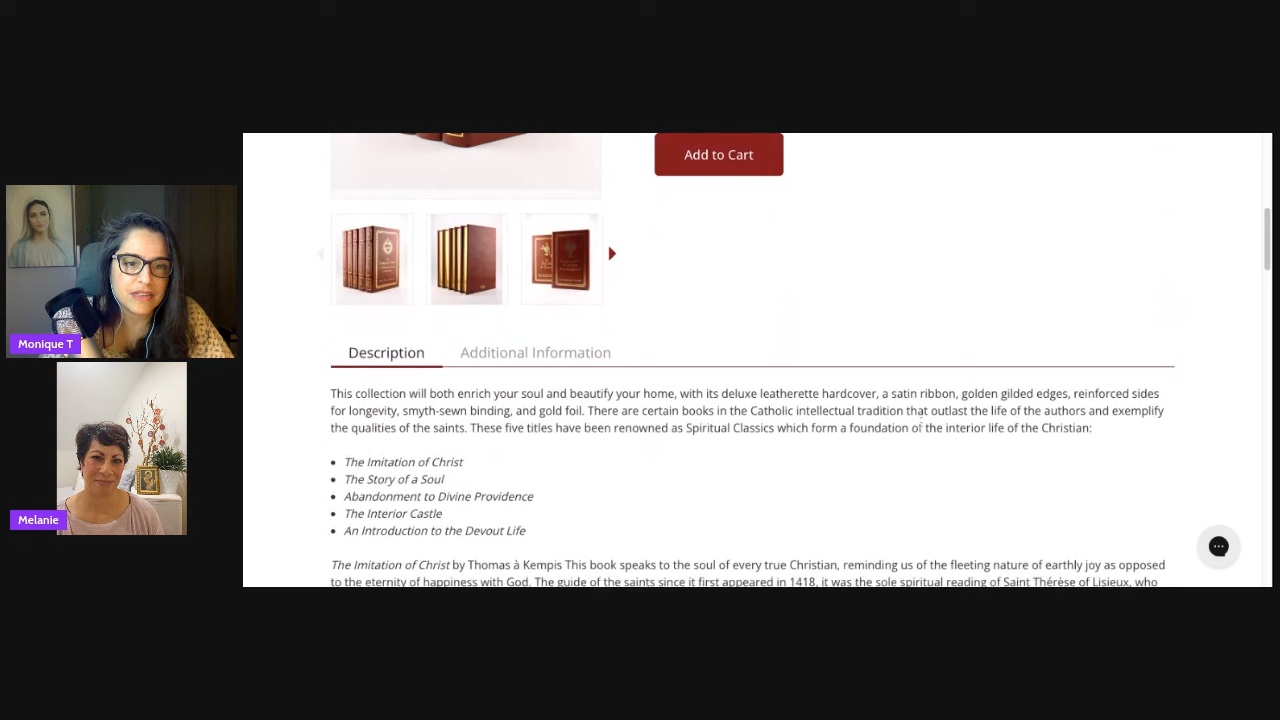 Add to Cart
Monique T
Melanie
Description
Additional Information
This collection will both enrich your soul and beautify your home, with its deluxe leatherette hardcover, a satin ribbon, golden gilded edges, reinforced sides
for longevity, smyth-sewn binding, and gold foil. There are certain books in the Catholic intellectual tradition that outlast the life of the authors and exemplify
the qualities of the saints. These five titles have been renowned as Spiritual Classics which form a foundation of the interior life of the Christian:
• The Imitation of Christ
• The Story of a Soul
• Abandonment to Divine Providence
• The Interior Castle
• An Introduction to the Devout Life
The Imitation of Christ by Thomas à Kempis This book speaks to the soul of every true Christian, reminding us of the fleeting nature of earthly joy as opposed
to the eternity of happiness with God. The guide of the saints since it first appeared in 1418, it was the sole spiritual reading of Saint Thérèse of Lisieux, who